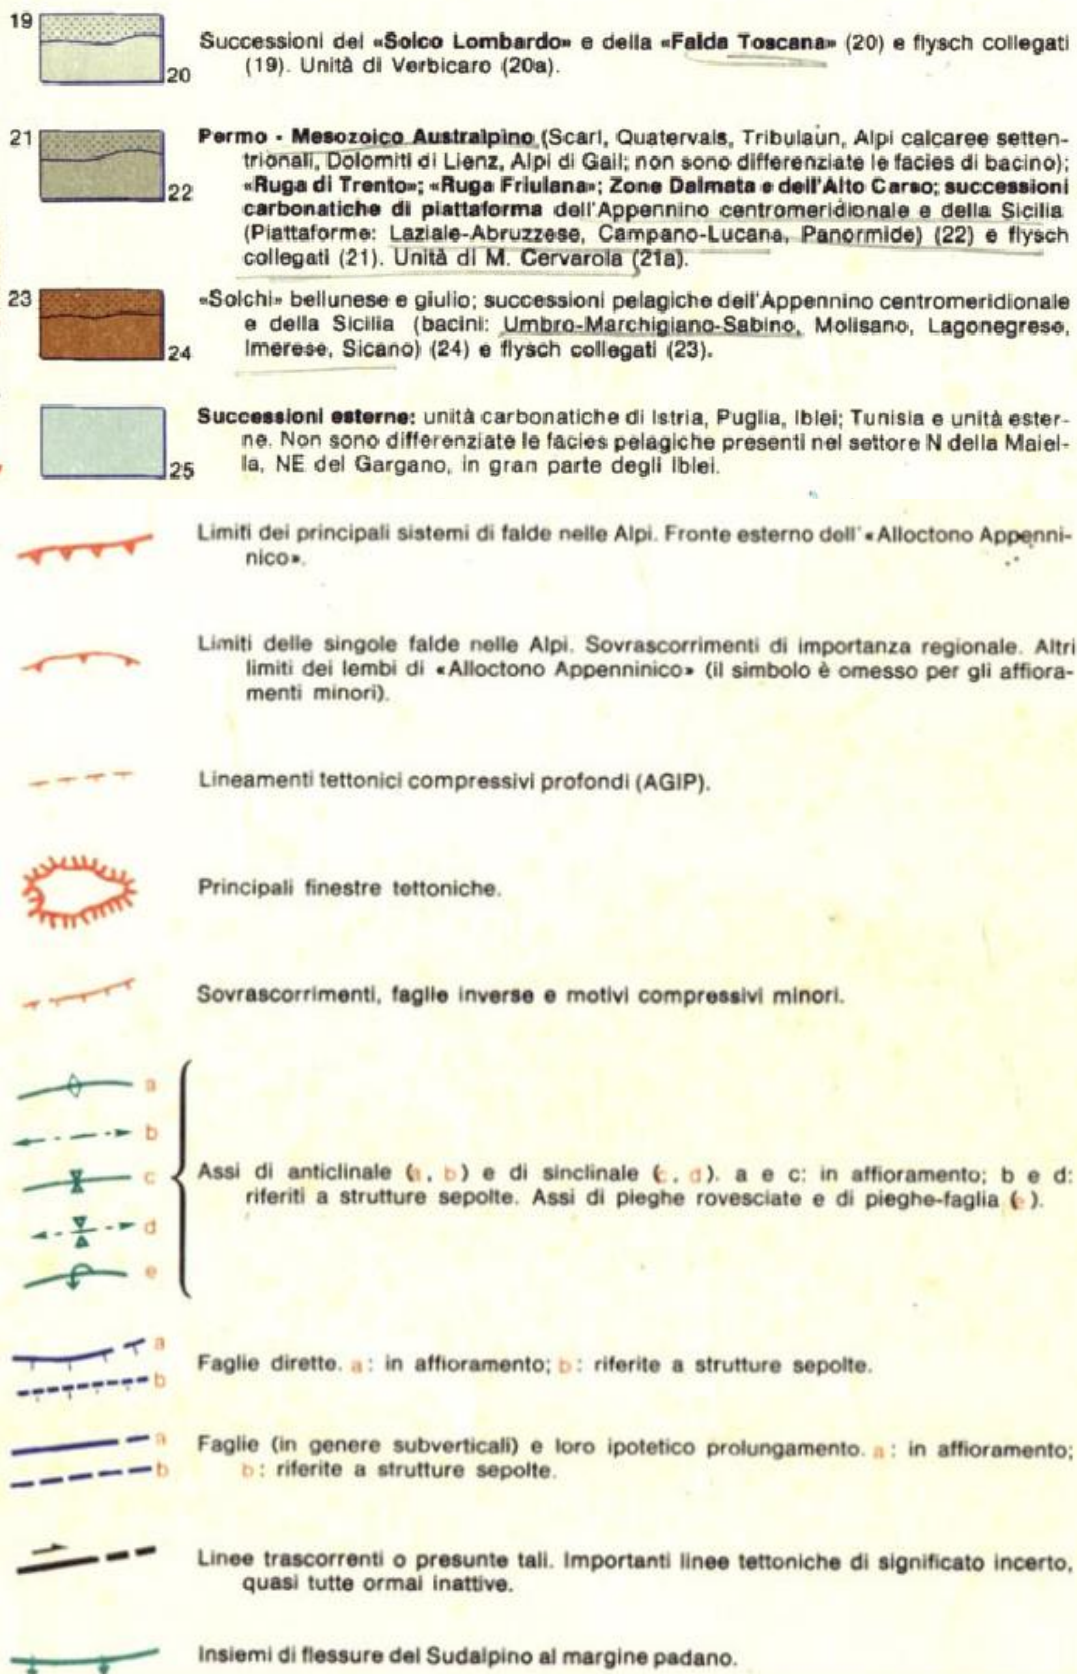 19
Successioni del «Solco Lombardo» e della «Falda Toscana» (20) e flysch collegati
20
(19). Unità di Verbicaro (20a).
21
Permo - Mesozoico Australpino (Scarl, Quatervals, Tribulaun, Alpi calcaree setten-
trionali, Dolomiti di Lienz, Alpi di Gail; non sono differenziate le facies di bacino);
22
«Ruga di Trento»; «Ruga Friulana»; Zone Dalmata e dell'Alto Carso; successioni
carbonatiche di piattaforma dell'Appennino centromeridionale e della Sicilia
(Piattaforme: Laziale-Abruzzese, Campano-Lucana, Panormide) (22) e flysch
collegati (21). Unità di M. Cervarola (21a).
23
«Solchi» bellunese e giulio; successioni pelagiche dell'Appennino centromeridionale
e della Sicilia (bacini: Umbro-Marchigiano-Sabino, Molisano, Lagonegrese,
24
Imerese, Sicano) (24) e flysch collegati (23).
Successioni esterne: unità carbonatiche di Istria, Puglia, Iblei; Tunisia e unità ester-
ne. Non sono differenziate le facies pelagiche presenti nel settore N della Maiel-
25
la, NE del Gargano, in gran parte degli Iblei.
Limiti dei principali sistemi di falde nelle Alpi. Fronte esterno dell'«Alloctono Appenni-
nico».
Limiti delle singole falde nelle Alpi. Sovrascorrimenti di importanza regionale. Altri
limiti dei lembi di «Alloctono Appenninico» (il simbolo è omesso per gli affiora-
menti minori).
Lineamenti tettonici compressivi profondi (AGIP).
Principali finestre tettoniche.
Sovrascorrimenti, faglie inverse e motivi compressivi minori.
a
b
c
d
e
Assi di anticlinale (a, b) e di sinclinale (c, d). a e c: in affioramento; b e d:
riferiti a strutture sepolte. Assi di pieghe rovesciate e di pieghe-faglia (e).
a
b
Faglie dirette. a: in affioramento; b: riferite a strutture sepolte.
a
b
Faglie (in genere subverticali) e loro ipotetico prolungamento. a: in affioramento;
b: riferite a strutture sepolte.
Linee trascorrenti o presunte tali. Importanti linee tettoniche di significato incerto,
quasi tutte ormai inattive.
Insiemi di flessure del Sudalpino al margine padano.